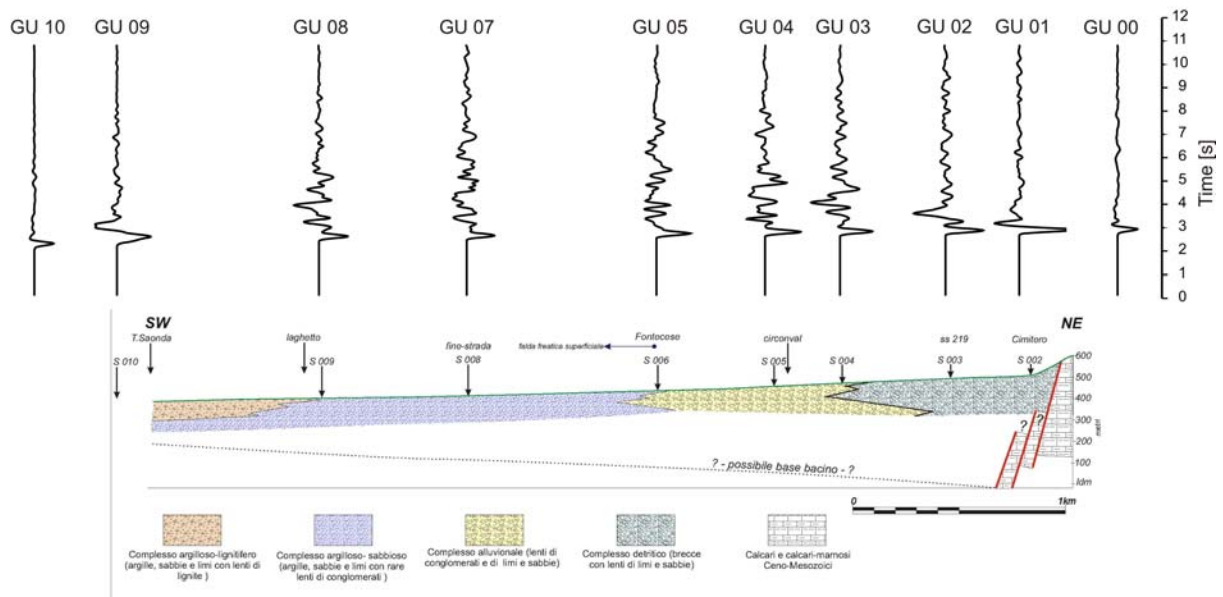 GU 10 GU 09 GU 08 GU 07 GU 05 GU 04 GU 03 GU 02 GU 01 GU 00
12
11
10
9
8
7
6
5
4
3
2
1
0
Time [s]
SW NE
T.Saonda laghetto fine-strada falda freatica superficiale Fontecese circonval ss 219 Cimitero
S 010 S 009 S 008 S 006 S 005 S 004 S 003 S 002
600
500
400
300
200
100
ldm
metri
? ?
? - possibile base bacino - ?
0 1km
Complesso argilloso-lignitifero
(argille, sabbie e limi con lenti di
lignite )
Complesso argilloso- sabbioso
(argille, sabbie e limi con rare
lenti di conglomerati )
Complesso alluvionale (lenti di
conglomerati e di limi e sabbie)
Complesso detritico (brecce
con lenti di limi e sabbie)
Calcari e calcari-marnosi
Ceno-Mesozoici